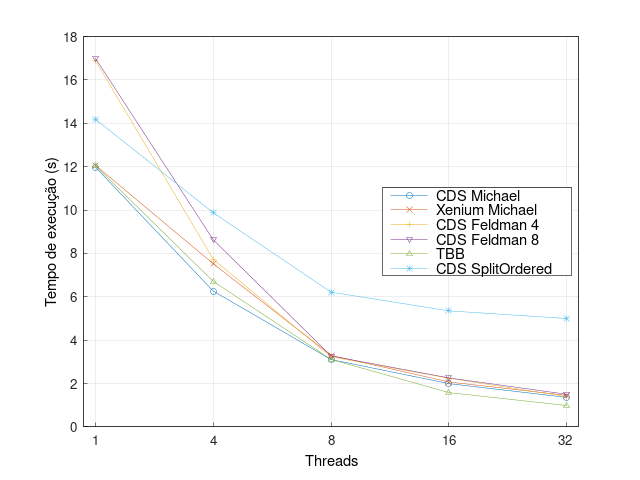 18
16
14
12
10
8
6
4
2
0
Tempo de execução (s)
CDS Michael
Xenium Michael
CDS Feldman 4
CDS Feldman 8
TBB
CDS SplitOrdered
1 4 8 16 32
Threads